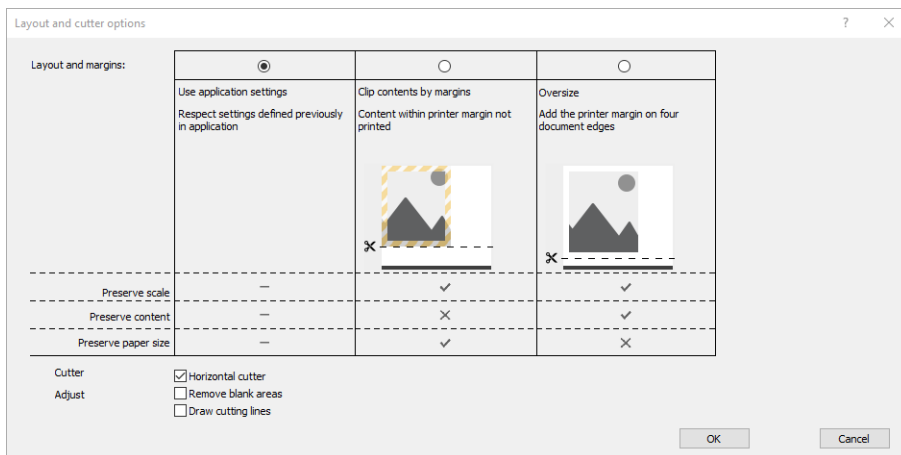 Layout and cutter options
Layout and margins:
Use application settings
Respect settings defined previously
in application
Clip contents by margins
Content within printer margin not
printed
Oversize
Add the printer margin on four
document edges
Preserve scale
Preserve content
Preserve paper size
Cutter
Horizontal cutter
Adjust
Remove blank areas
Draw cutting lines
OK
Cancel